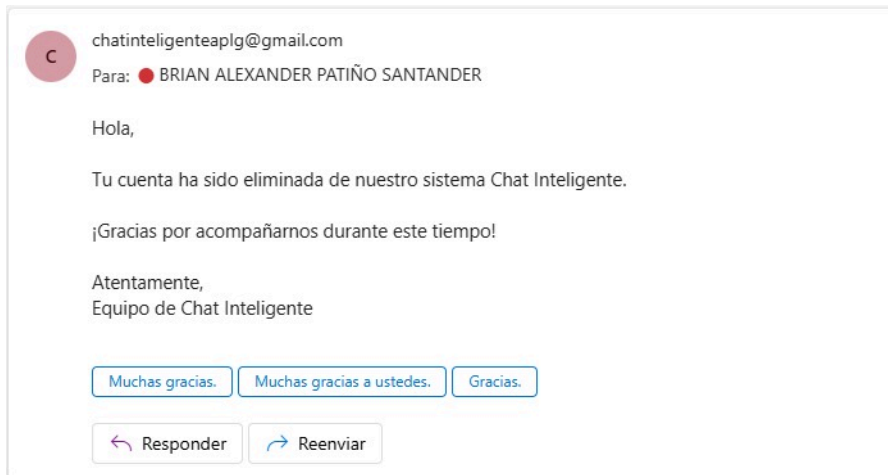 C
chatinteligenteaplg@gmail.com
Para: BRIAN ALEXANDER PATIÑO SANTANDER
Hola,
Tu cuenta ha sido eliminada de nuestro sistema Chat Inteligente.
¡Gracias por acompañarnos durante este tiempo!
Atentamente,
Equipo de Chat Inteligente
Muchas gracias. Muchas gracias a ustedes. Gracias.
Responder Reenviar